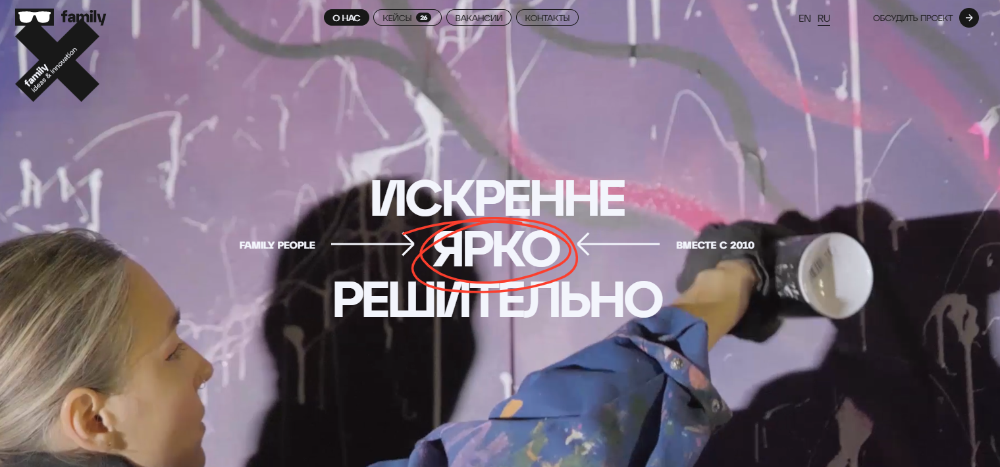 family
О НАС
КЕЙСЫ 26
ВАКАНСИИ
КОНТАКТЫ
EN RU
ОБСУДИТЬ ПРОЕКТ
family
ideas & innovation
ИСКРЕННЕ
FAMILY PEOPLE
ЯРКО
ВМЕСТЕ С 2010
РЕШИТЕЛЬНО